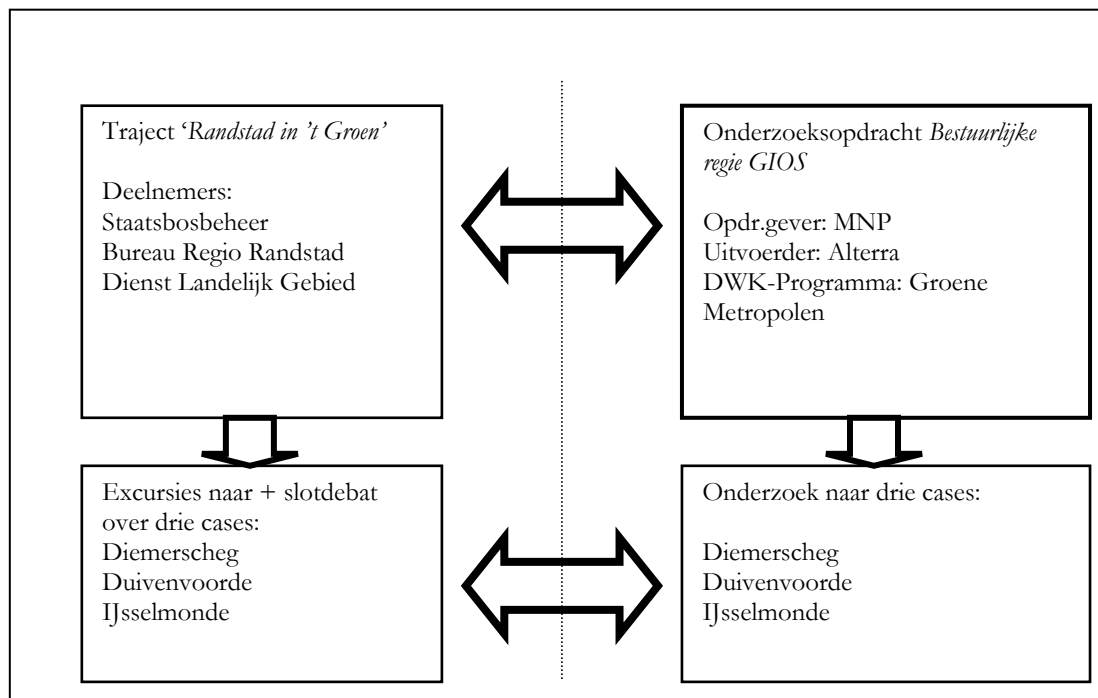 Traject ‘Randstad in ’t Groen’
Deelnemers:
Staatsbosbeheer
Bureau Regio Randstad
Dienst Landelijk Gebied
Onderzoeksopdracht Bestuurlijke
regie GIOS
Opdr.gever: MNP
Uitvoerder: Alterra
DWK-Programma: Groene
Metropolen
Excursies naar + slotdebat
over drie cases:
Diemerscheg
Duivenvoorde
IJsselmonde
Onderzoek naar drie cases:
Diemerscheg
Duivenvoorde
IJsselmonde